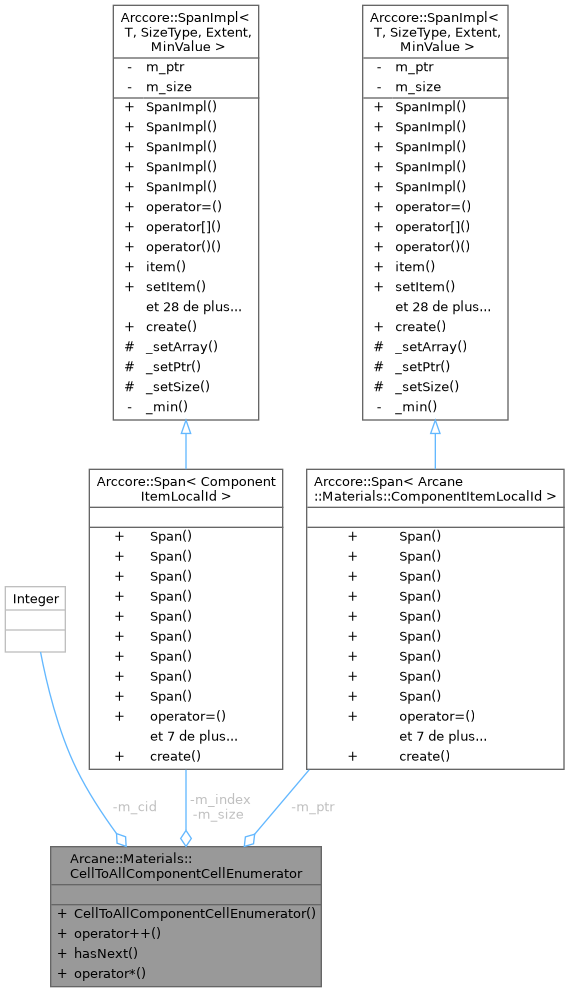 Arccore::SpanImpl<
T, SizeType, Extent,
MinValue >
- m_ptr
- m_size
+ SpanImpl()
+ SpanImpl()
+ SpanImpl()
+ SpanImpl()
+ SpanImpl()
+ operator=()
+ operator[]()
+ operator()()
+ item()
+ setItem()
et 28 de plus...
+ create()
# _setArray()
# _setPtr()
# _setSize()
- _min()
Arccore::SpanImpl<
T, SizeType, Extent,
MinValue >
- m_ptr
- m_size
+ SpanImpl()
+ SpanImpl()
+ SpanImpl()
+ SpanImpl()
+ SpanImpl()
+ operator=()
+ operator[]()
+ operator()()
+ item()
+ setItem()
et 28 de plus...
+ create()
# _setArray()
# _setPtr()
# _setSize()
- _min()
Arccore::Span< Component
ItemLocalId >
+ Span()
+ Span()
+ Span()
+ Span()
+ Span()
+ Span()
+ Span()
+ Span()
+ Span()
+ operator=()
et 7 de plus...
+ create()
Arccore::Span< Arcane
::Materials::ComponentItemLocalId >
+ Span()
+ Span()
+ Span()
+ Span()
+ Span()
+ Span()
+ Span()
+ Span()
+ Span()
+ operator=()
et 7 de plus...
+ create()
Integer
-m_cid
-m_index
-m_size
-m_ptr
Arcane::Materials::
CellToAllComponentCellEnumerator
+ CellToAllComponentCellEnumerator()
+ operator++()
+ hasNext()
+ operator*()